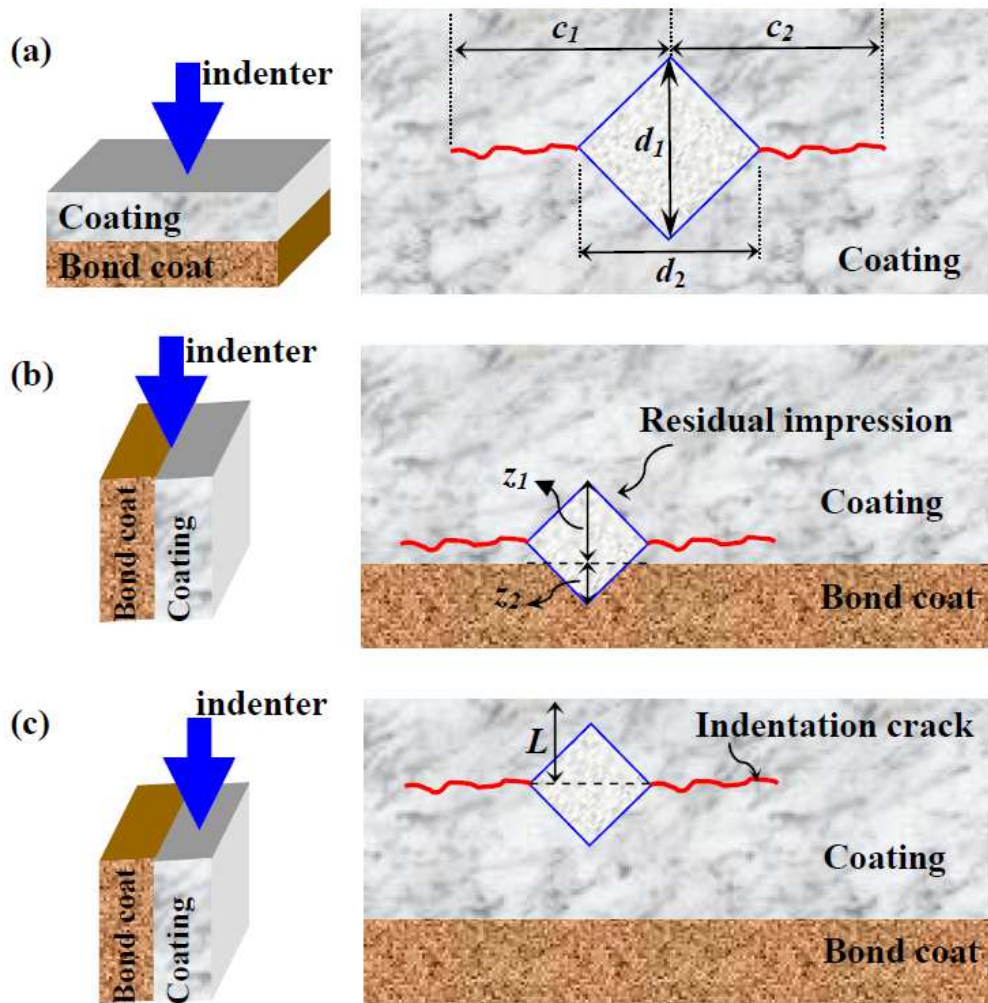 (a)
indenter
Coating
Bond coat
c1
c2
d1
d2
Coating
(b)
indenter
Bond coat
Coating
Residual impression
z1
Coating
z2
Bond coat
(c)
indenter
Bond coat
Coating
L
Indentation crack
Coating
Bond coat